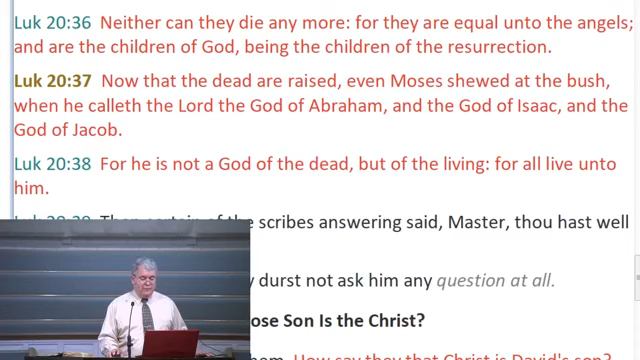 Luk 20:36  Neither can they die any more: for they are equal unto the angels;
and are the children of God, being the children of the resurrection.
Luk 20:37  Now that the dead are raised, even Moses shewed at the bush,
when he calleth the Lord the God of Abraham, and the God of Isaac, and the
God of Jacob.
Luk 20:38  For he is not a God of the dead, but of the living: for all live unto
him.
scribes answering said, Master, thou hast well
durst not ask him any question at all.
Son Is the Christ?
How say they that Christ is David's son?